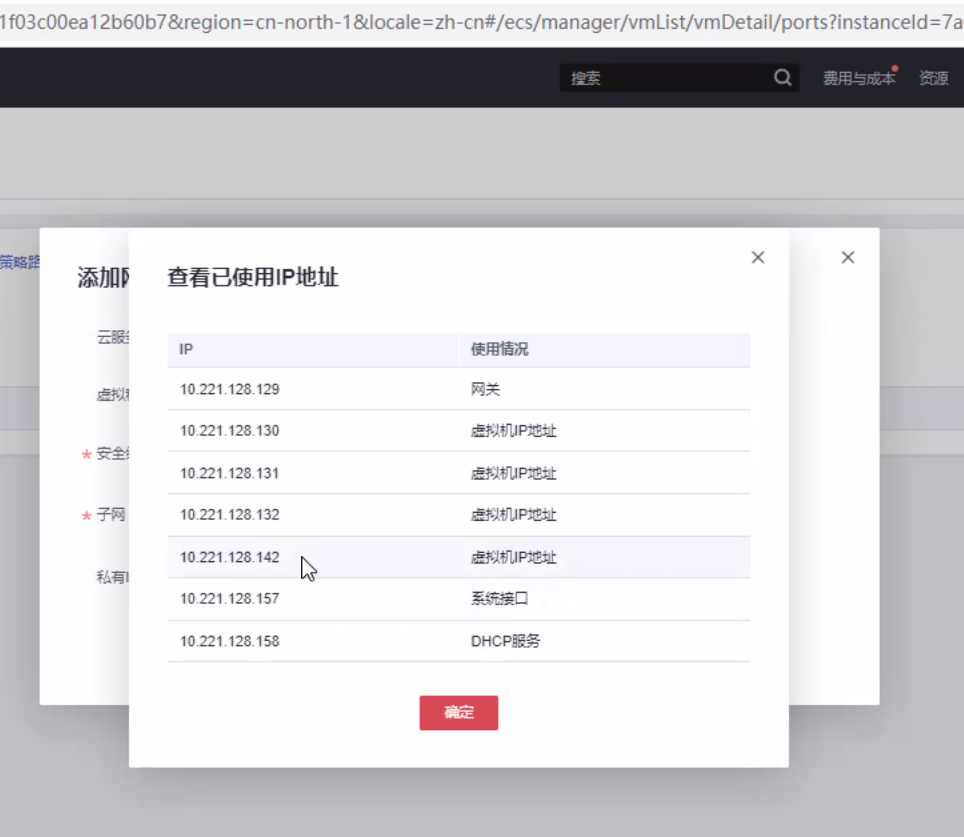 1f03c00ea12b60b7&region=cn-north-1&locale=zh-cn#/ecs/manager/vmList/vmDetail/ports?instanceId=7a
搜索 费用与成本 资源
策略路
添加网
查看已使用IP地址
云服务
虚拟机
* 安全组
* 子网
私有I
IP 使用情况
10.221.128.129 网关
10.221.128.130 虚拟机IP地址
10.221.128.131 虚拟机IP地址
10.221.128.132 虚拟机IP地址
10.221.128.142 虚拟机IP地址
10.221.128.157 系统接口
10.221.128.158 DHCP服务
确定